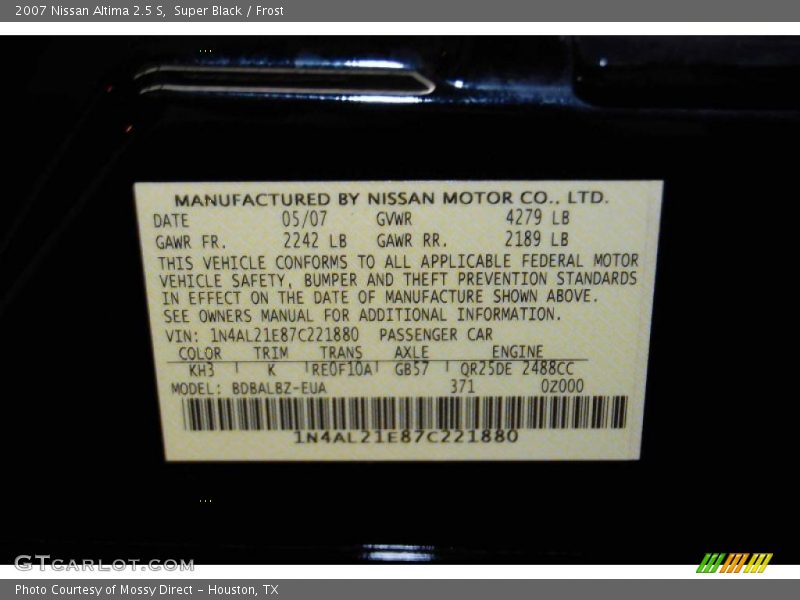 2007 Nissan Altima 2.5 S,  Super Black / Frost
MANUFACTURED BY NISSAN MOTOR CO., LTD.
DATE 05/07 GVWR 4279 LB
GAWR FR. 2242 LB GAWR RR. 2189 LB
THIS VEHICLE CONFORMS TO ALL APPLICABLE FEDERAL MOTOR
VEHICLE SAFETY, BUMPER AND THEFT PREVENTION STANDARDS
IN EFFECT ON THE DATE OF MANUFACTURE SHOWN ABOVE.
SEE OWNERS MANUAL FOR ADDITIONAL INFORMATION.
VIN: 1N4AL21E87C221880 PASSENGER CAR
COLOR TRIM TRANS AXLE ENGINE
KH3 K RE0F10A GB57 QR25DE 2488CC
MODEL: BDBALBZ-EUA 371 0Z000
1N4AL21E87C221880
GTCARLOT.COM
Photo Courtesy of Mossy Direct – Houston, TX